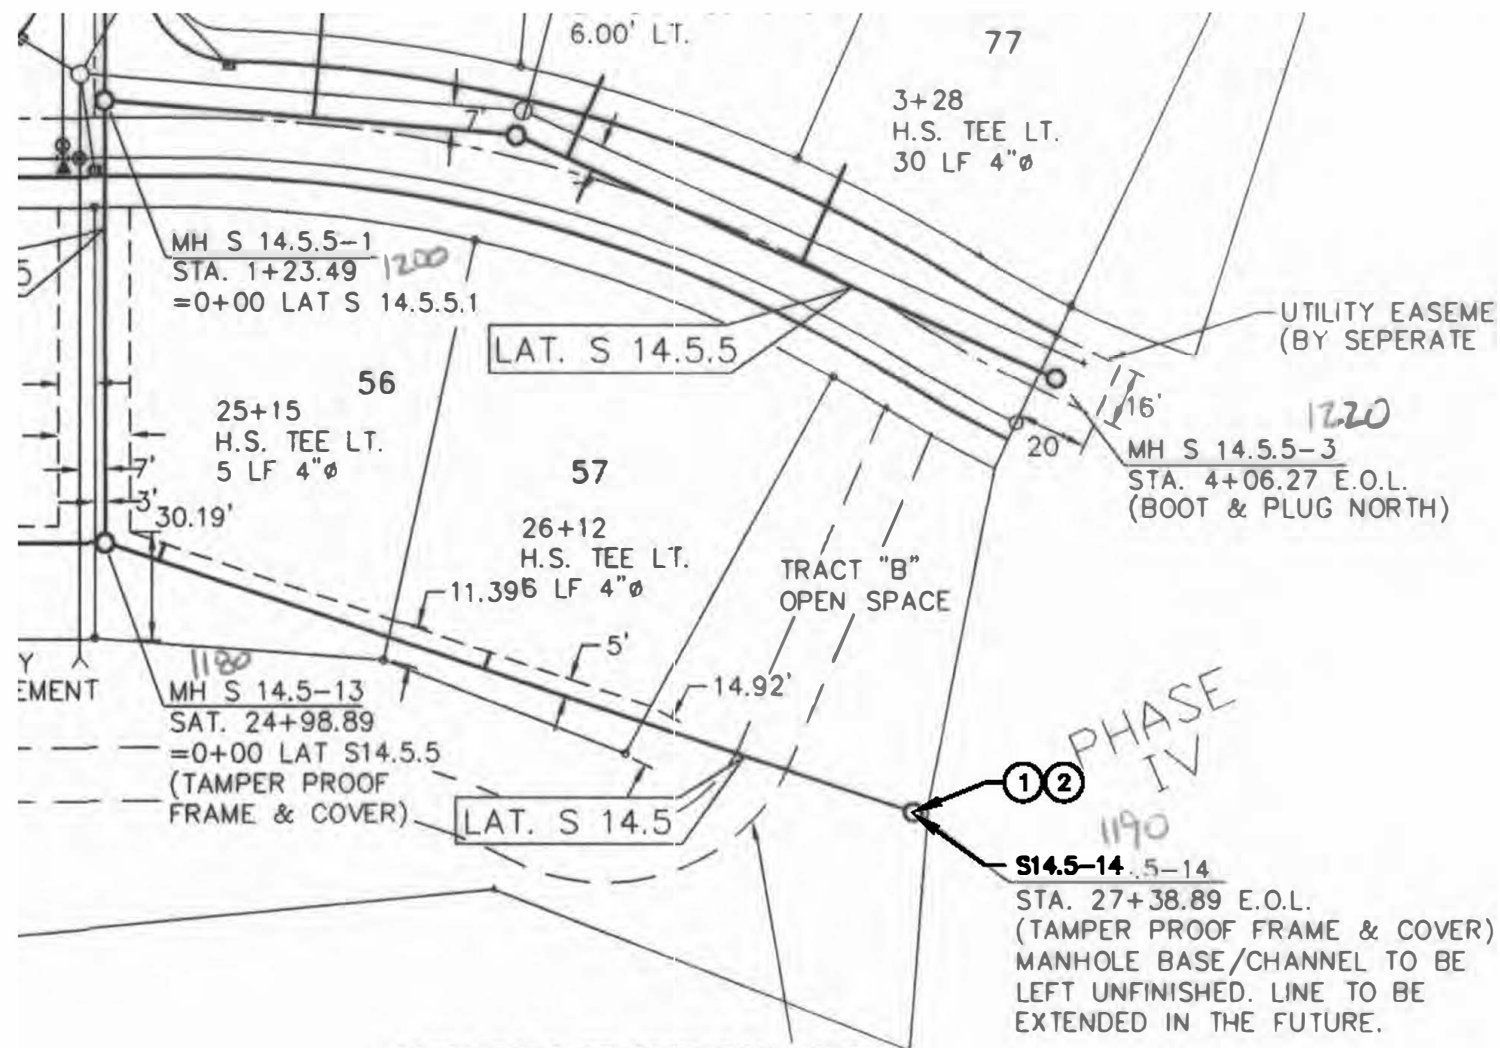 6.00' LT.
77
3+28
H.S. TEE LT.
30 LF 4"ø
7'
MH S 14.5.5-1
STA. 1+23.49
=0+00 LAT S 14.5.5.1
1200
LAT. S 14.5.5
UTILITY EASEME
(BY SEPERATE
56
25+15
H.S. TEE LT.
5 LF 4"ø
16'
20'
1220
MH S 14.5.5-3
STA. 4+06.27 E.O.L.
(BOOT & PLUG NORTH)
7'
3'
30.19'
57
26+12
H.S. TEE LT.
6 LF 4"ø
11.39
TRACT "B"
OPEN SPACE
5'
14.92'
Y
EMENT
1180
MH S 14.5-13
SAT. 24+98.89
=0+00 LAT S14.5.5
(TAMPER PROOF
FRAME & COVER)
LAT. S 14.5
PHASE
IV
1 2
1190
S14.5-14 .5-14
STA. 27+38.89 E.O.L.
(TAMPER PROOF FRAME & COVER)
MANHOLE BASE/CHANNEL TO BE
LEFT UNFINISHED. LINE TO BE
EXTENDED IN THE FUTURE.